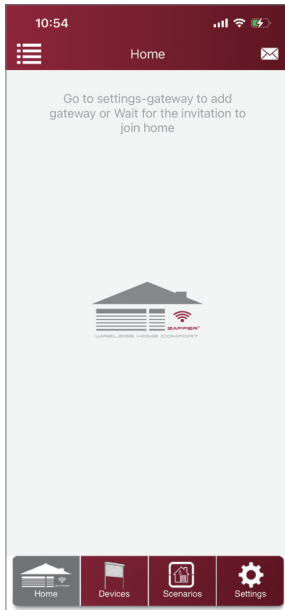 10:54
Home
Go to settings-gateway to add
gateway or Wait for the invitation to
join home
ZAPPER
WIRELESS HOME COMFORT
Home
Devices
Scenarios
Settings